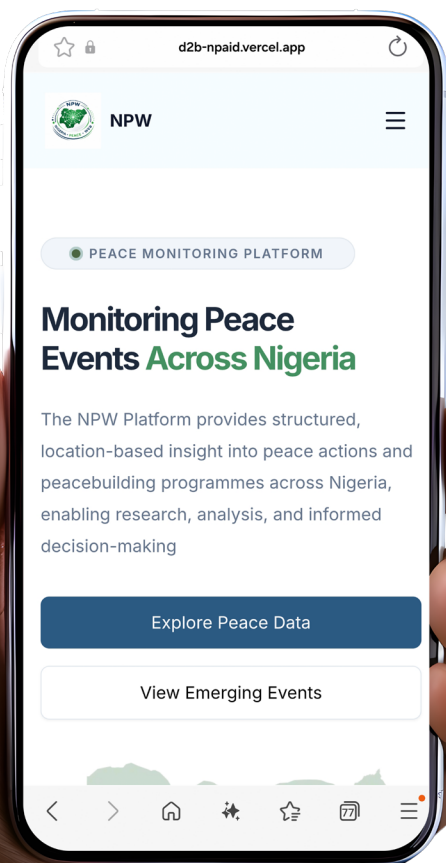 d2b-npaid.vercel.app
NPW
NPW
PEACE MONITORING PLATFORM
Monitoring Peace
Events Across Nigeria
The NPW Platform provides structured,
location-based insight into peace actions and
peacebuilding programmes across Nigeria,
enabling research, analysis, and informed
decision-making
Explore Peace Data
View Emerging Events
77